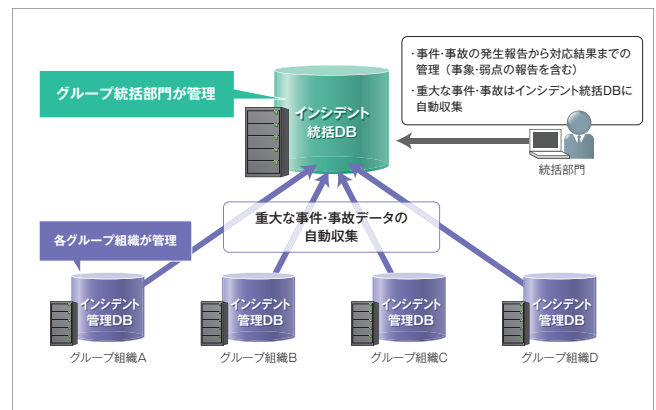 ・事件・事故の発生報告から対応結果までの
管理（事象・弱点の報告を含む）
・重大な事件・事故はインシデント統括DBに
自動収集
グループ統括部門が管理
インシデント
統括DB
統括部門
重大な事件・事故データの
自動収集
各グループ組織が管理
インシデント
管理DB
グループ組織A
インシデント
管理DB
グループ組織B
インシデント
管理DB
グループ組織C
インシデント
管理DB
グループ組織D